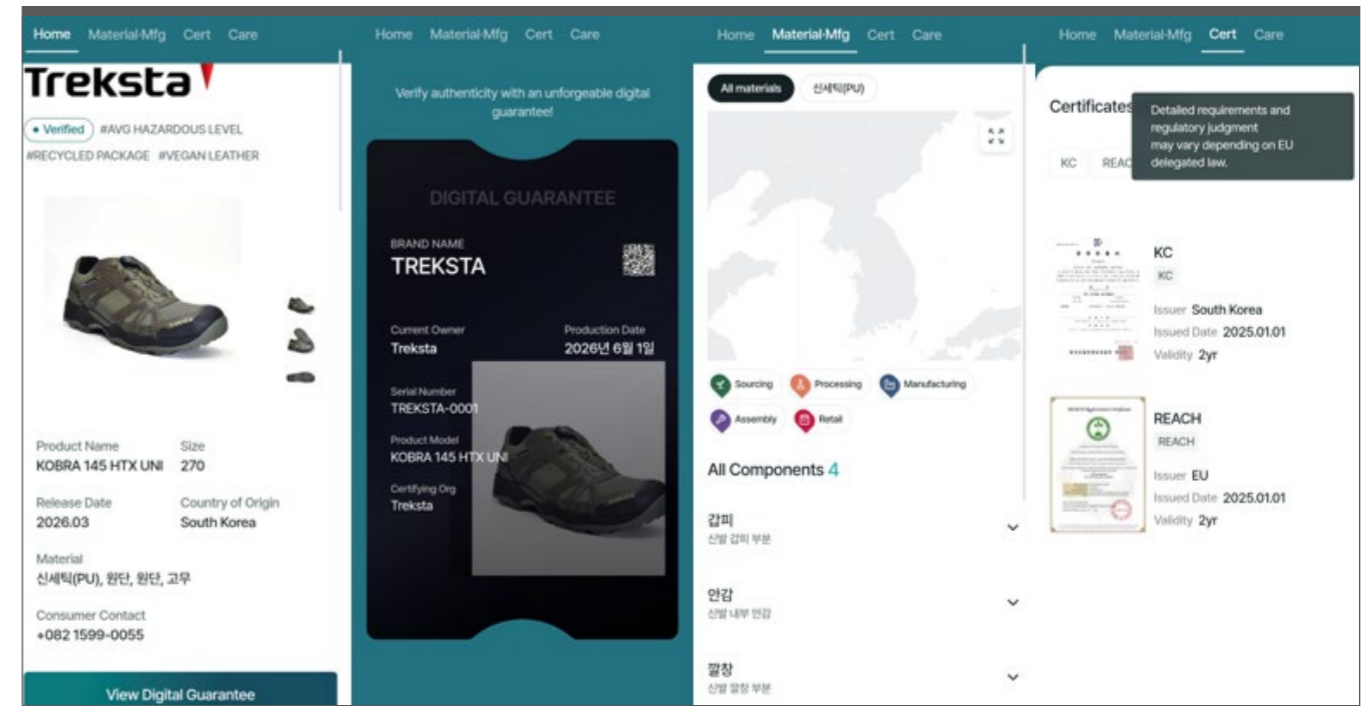 Home Material·Mfg Cert Care
Treksta
• Verified #AVG HAZARDOUS LEVEL
#RECYCLED PACKAGE #VEGAN LEATHER
Product Name Size
KOBRA 145 HTX UNI 270
Release Date Country of Origin
2026.03 South Korea
Material
신세틱(PU), 원단, 원단, 고무
Consumer Contact
+082 1599-0055
View Digital Guarantee
Home Material·Mfg Cert Care
Verify authenticity with an unforgeable digital
guarantee!
DIGITAL GUARANTEE
BRAND NAME
TREKSTA
Current Owner Production Date
Treksta 2026년 6월 1일
Serial Number
TREKSTA-0001
Product Model
KOBRA 145 HTX UNI
Certifying Org
Treksta
Home Material·Mfg Cert Care
All materials 신세틱(PU)
Sourcing Processing Manufacturing
Assembly Retail
All Components 4
갑피
신발 갑피 부분
안감
신발 내부 안감
깔창
신발 깔창 부분
Home Material·Mfg Cert Care
Certificates
Detailed requirements and
regulatory judgment
may vary depending on EU
delegated law.
KC REAC
KC
KC
Issuer South Korea
Issued Date 2025.01.01
Validity 2yr
REACH
REACH
Issuer EU
Issued Date 2025.01.01
Validity 2yr